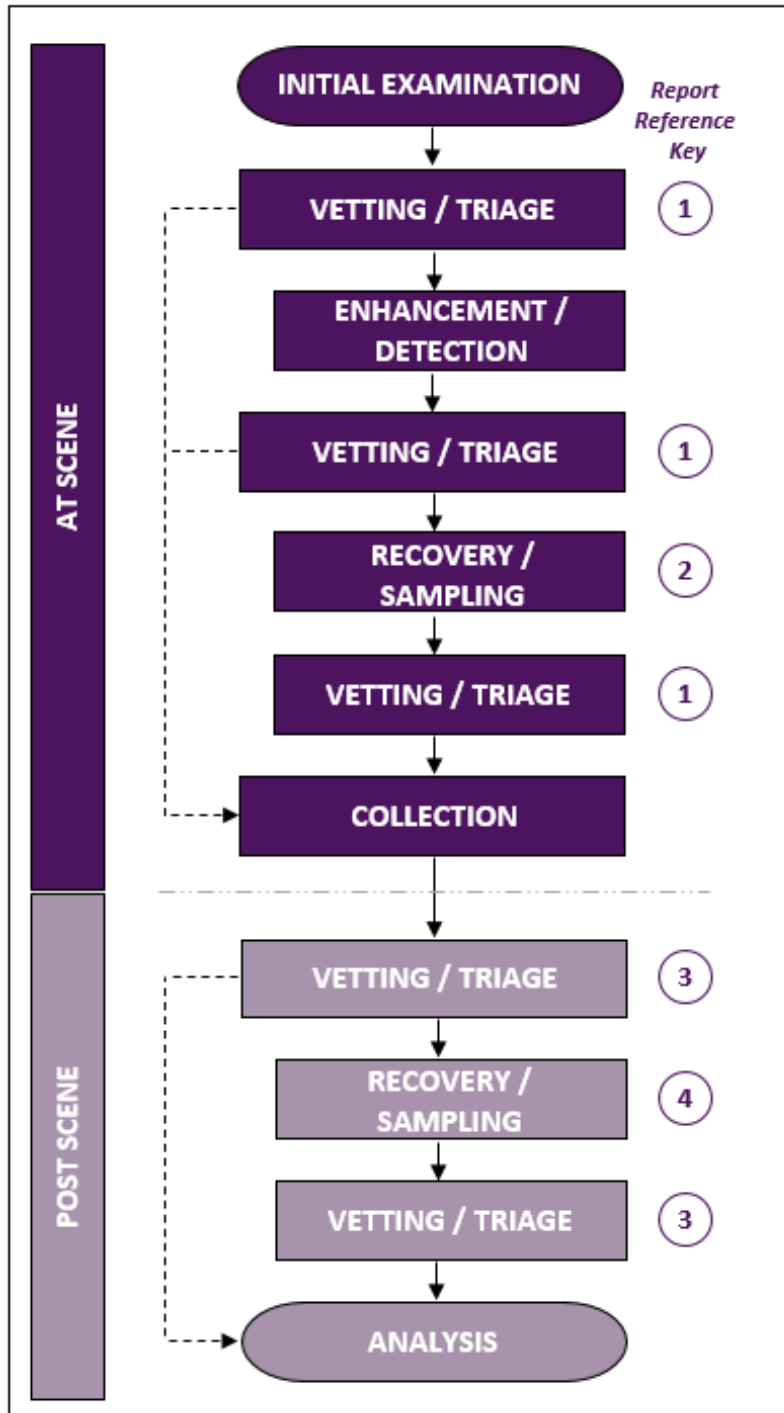 INITIAL EXAMINATION
Report
Reference
Key
VETTING / TRIAGE
1
ENHANCEMENT /
DETECTION
VETTING / TRIAGE
1
RECOVERY /
SAMPLING
2
VETTING / TRIAGE
1
COLLECTION
AT SCENE
VETTING / TRIAGE
3
RECOVERY /
SAMPLING
4
VETTING / TRIAGE
3
ANALYSIS
POST SCENE